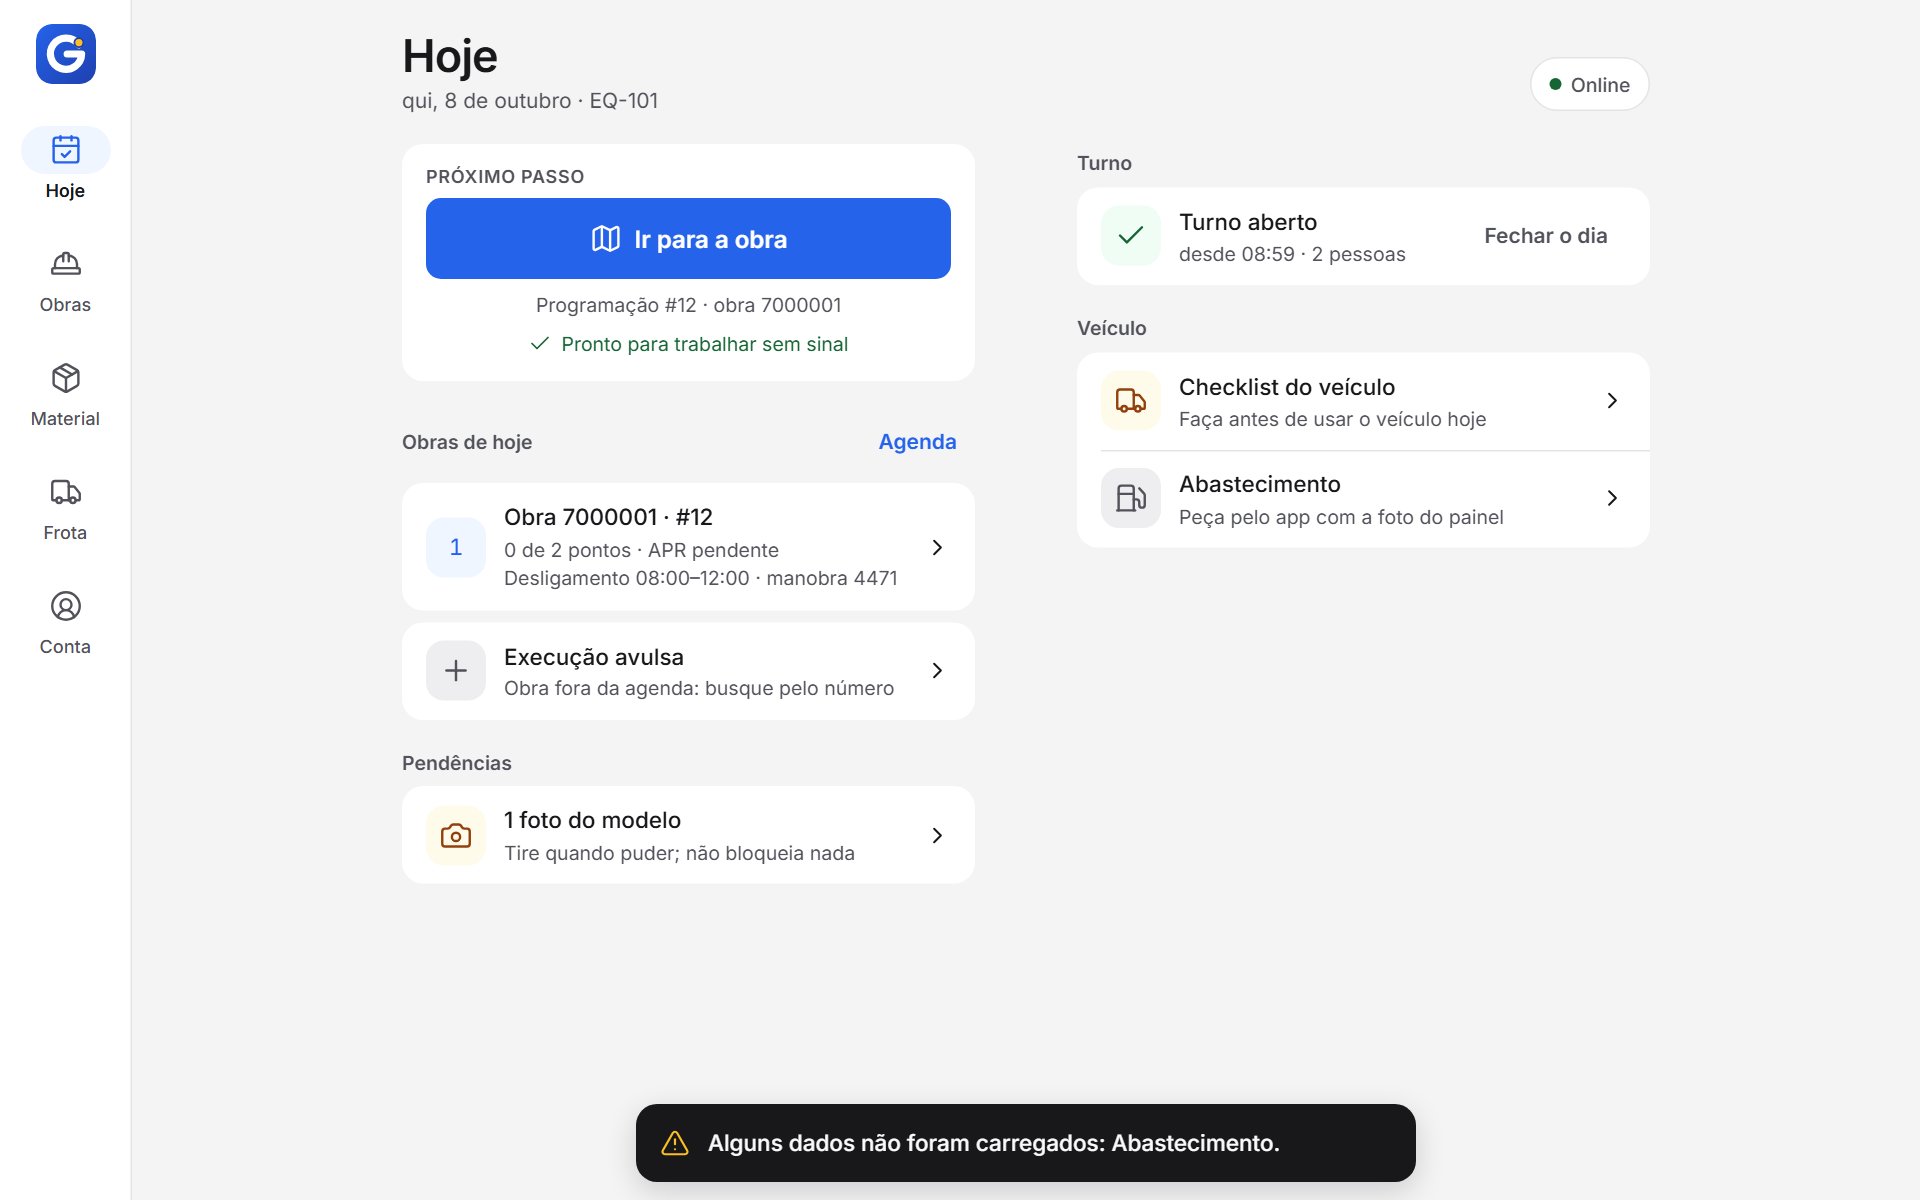 G
Hoje
Obras
Material
Frota
Conta
Hoje
qui, 8 de outubro · EQ-101
Online
PRÓXIMO PASSO
Ir para a obra
Programação #12 · obra 7000001
Pronto para trabalhar sem sinal
Obras de hoje
Agenda
1
Obra 7000001 · #12
0 de 2 pontos · APR pendente
Desligamento 08:00–12:00 · manobra 4471
Execução avulsa
Obra fora da agenda: busque pelo número
Pendências
1 foto do modelo
Tire quando puder; não bloqueia nada
Turno
Turno aberto
desde 08:59 · 2 pessoas
Fechar o dia
Veículo
Checklist do veículo
Faça antes de usar o veículo hoje
Abastecimento
Peça pelo app com a foto do painel
Alguns dados não foram carregados: Abastecimento.